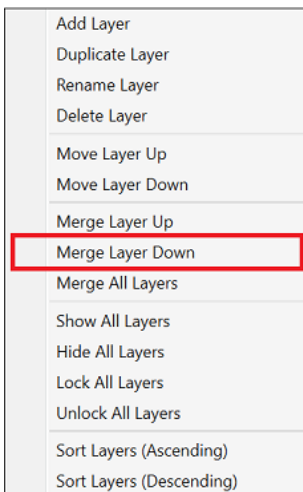 Add Layer
Duplicate Layer
Rename Layer
Delete Layer
Move Layer Up
Move Layer Down
Merge Layer Up
Merge Layer Down
Merge All Layers
Show All Layers
Hide All Layers
Lock All Layers
Unlock All Layers
Sort Layers (Ascending)
Sort Layers (Descending)